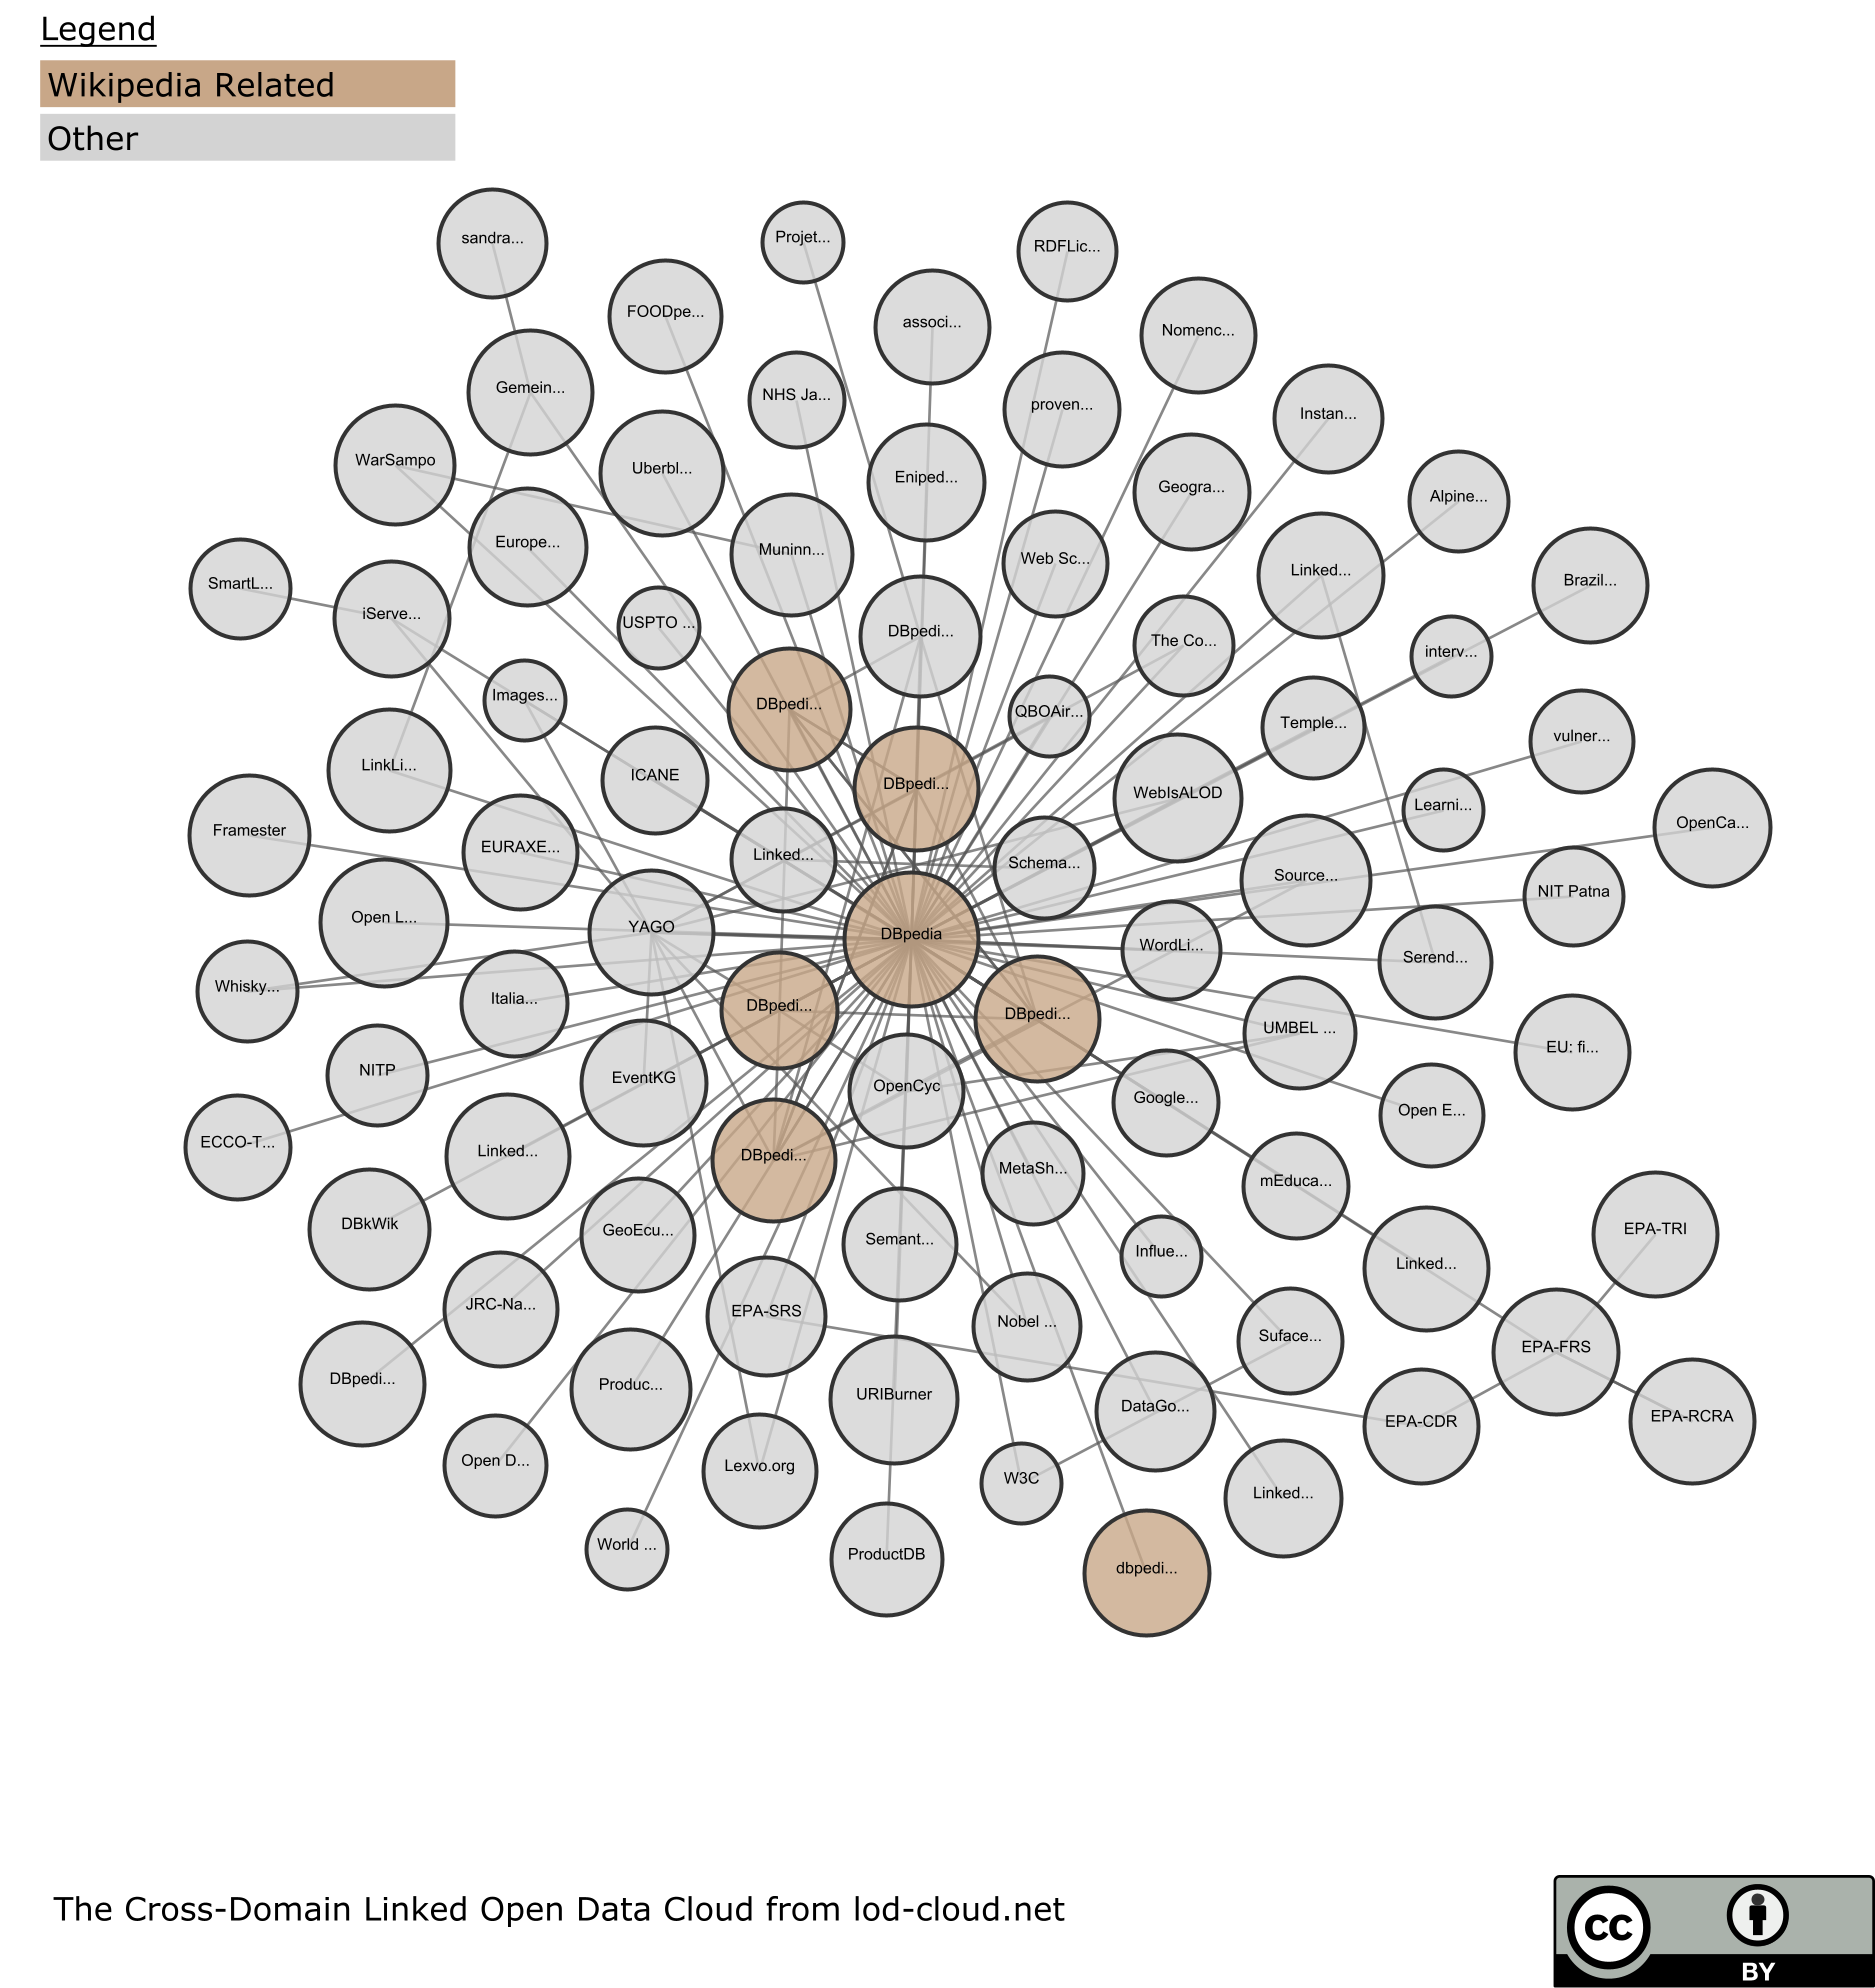 Legend
Wikipedia Related
Other
sandra...
Projet...
RDFLic...
FOODpe...
associ...
Nomenc...
Gemein...
NHS Ja...
proven...
Instan...
WarSampo
Uberbl...
Eniped...
Geogra...
Alpine...
Europe...
Muninn...
Web Sc...
Linked...
Brazil...
SmartL...
iServe...
USPTO ...
DBpedi...
The Co...
interv...
Images...
DBpedi...
QBOAir...
Temple...
vulner...
LinkLi...
ICANE
DBpedi...
WebIsALOD
Learni...
OpenCa...
Framester
EURAXE...
Linked...
Schema...
Source...
NIT Patna
Open L...
YAGO
DBpedia
WordLi...
Serend...
Whisky...
Italia...
DBpedi...
DBpedi...
UMBEL ...
EU: fi...
NITP
EventKG
OpenCyc
Google...
Open E...
ECCO-T...
Linked...
DBpedi...
MetaSh...
mEduca...
DBkWik
GeoEcu...
Semant...
Influe...
Linked...
EPA-TRI
JRC-Na...
EPA-SRS
Nobel ...
Suface...
EPA-FRS
DBpedi...
Produc...
URIBurner
DataGo...
EPA-CDR
EPA-RCRA
Open D...
Lexvo.org
W3C
Linked...
World ...
ProductDB
dbpedi...
The Cross-Domain Linked Open Data Cloud from lod-cloud.net
cc
BY